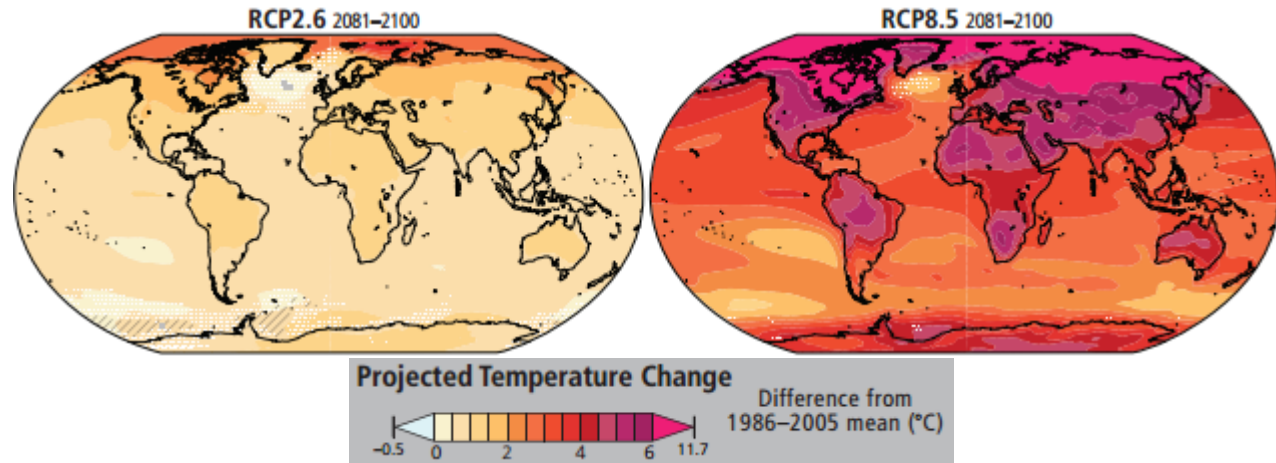 RCP2.6 2081–2100
RCP8.5 2081–2100
Projected Temperature Change
Difference from
1986–2005 mean (°C)
−0.5 0 2 4 6 11.7